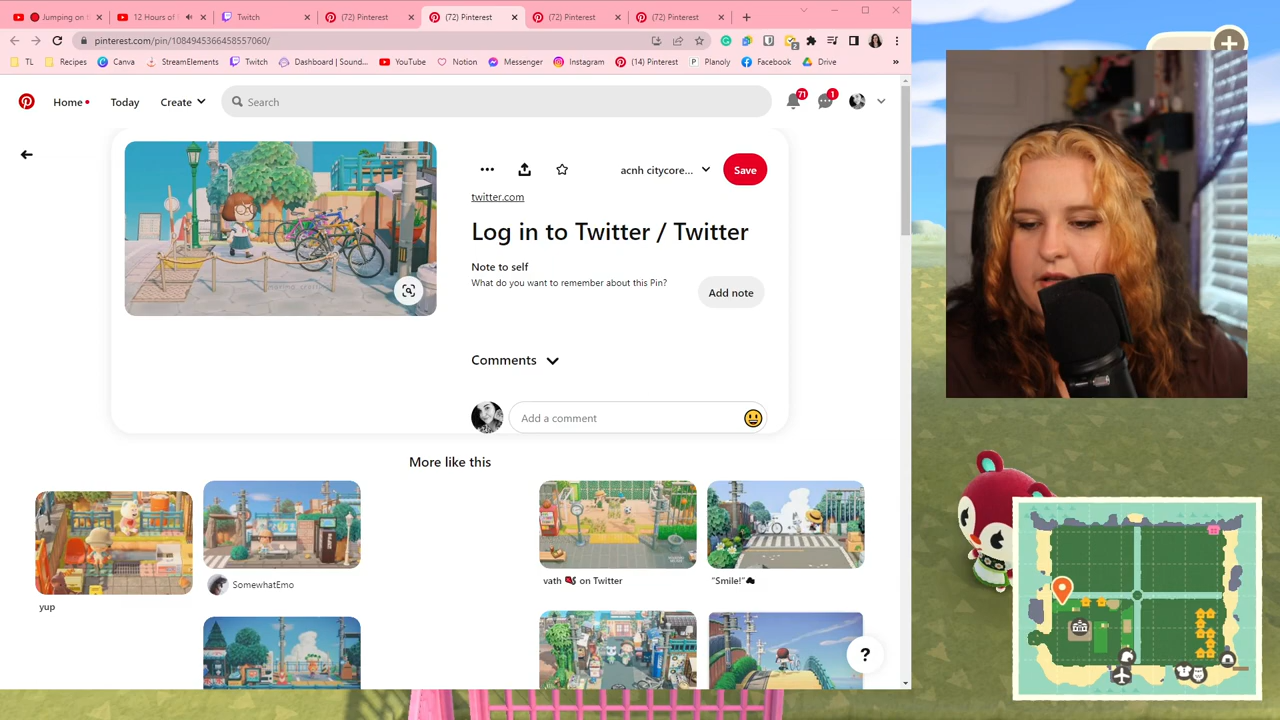 Jumping on
12 Hours of
Twitch
(72) Pinterest
(72) Pinterest
(72) Pinterest
(72) Pinterest
pinterest.com/pin/1084945366458557060/
2
TL
Recipes
Canva
StreamElements
Twitch
Dashboard | Sound...
YouTube
Notion
Messenger
Instagram
(14) Pinterest
Planoly
Facebook
Drive
»
Home
Today
Create
Search
71
1
acnh citycore...
Save
twitter.com
Log in to Twitter / Twitter
Note to self
What do you want to remember about this Pin?
Add note
Comments
Add a comment
More like this
yup
SomewhatEmo
vath on Twitter
"Smile!"
?